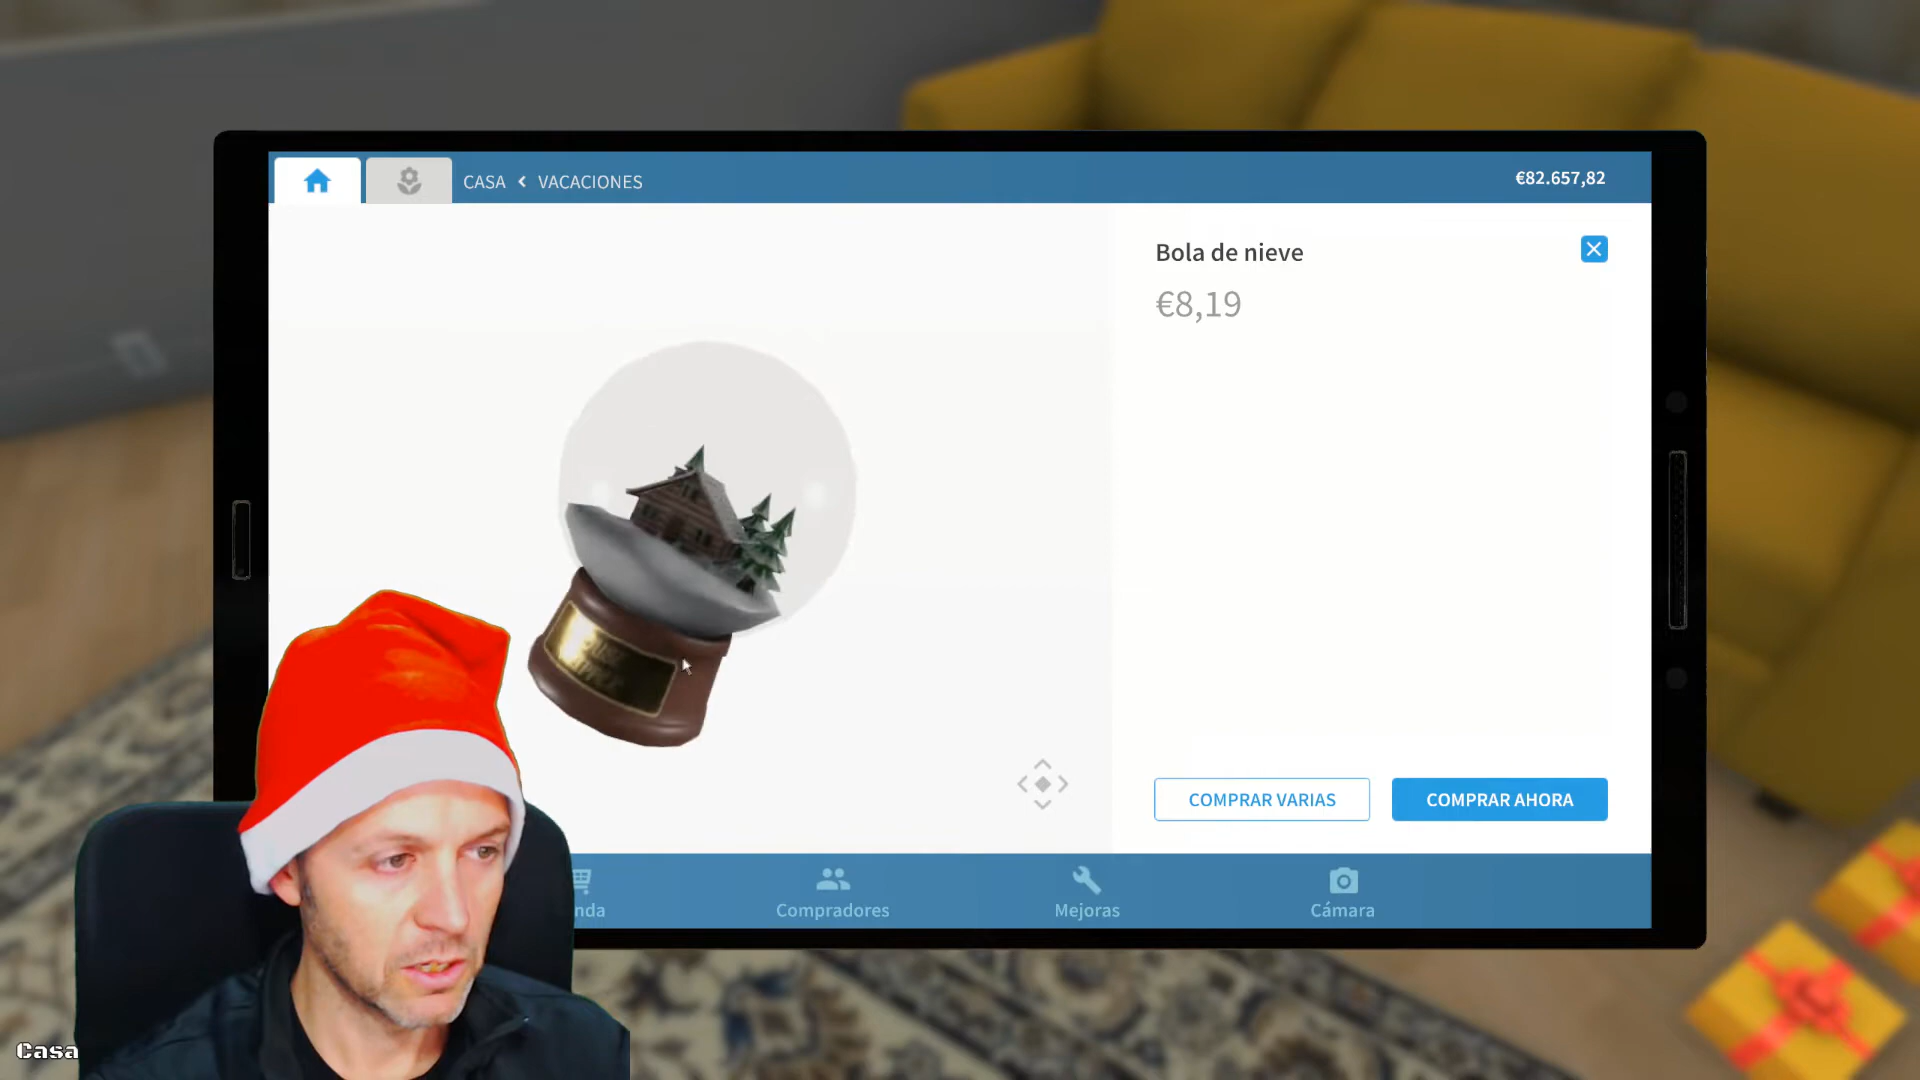 CASA < VACACIONES
€82.657,82
Bola de nieve
€8,19
COMPRAR VARIAS
COMPRAR AHORA
nda
Compradores
Mejoras
Cámara
Casa